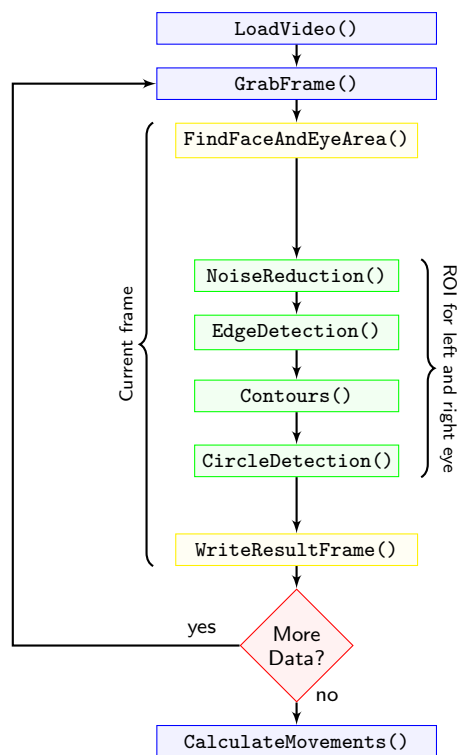 LoadVideo()
GrabFrame()
FindFaceAndEyeArea()
NoiseReduction()
EdgeDetection()
Contours()
CircleDetection()
ROI for left and right eye
Current frame
WriteResultFrame()
More
Data?
yes
no
CalculateMovements()